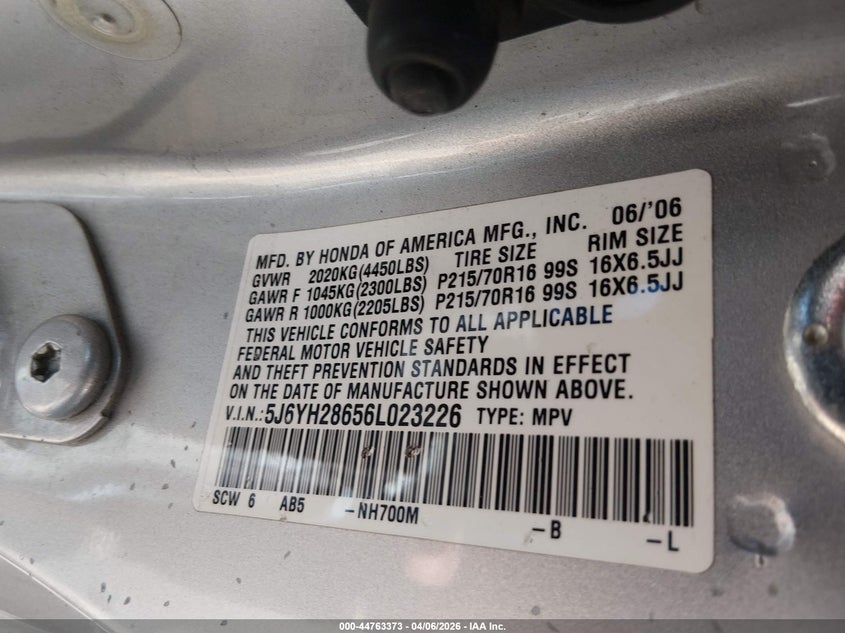 MFD. BY HONDA OF AMERICA MFG., INC. 06/'06
GVWR 2020KG(4450LBS) TIRE SIZE RIM SIZE
GAWR F 1045KG(2300LBS) P215/70R16 99S 16X6.5JJ
GAWR R 1000KG(2205LBS) P215/70R16 99S 16X6.5JJ
THIS VEHICLE CONFORMS TO ALL APPLICABLE
FEDERAL MOTOR VEHICLE SAFETY
AND THEFT PREVENTION STANDARDS IN EFFECT
ON THE DATE OF MANUFACTURE SHOWN ABOVE.
V.I.N.:5J6YH28656L023226 TYPE: MPV
SCW 6 AB5 -NH700M -B -L
000-44763373 - 04/06/2026 - IAA Inc.